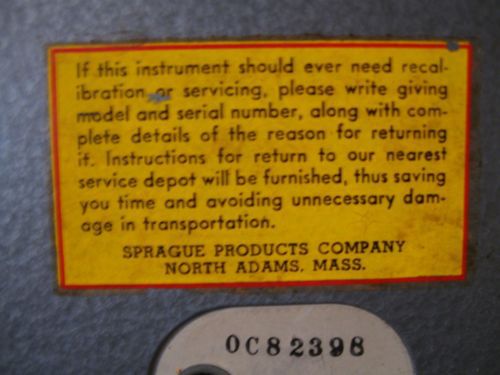 If this instrument should ever need recal-
ibration or servicing, please write giving
model and serial number, along with com-
plete details of the reason for returning
it. Instructions for return to our nearest
service depot will be furnished, thus saving
you time and avoiding unnecessary dam-
age in transportation.
SPRAGUE PRODUCTS COMPANY
NORTH ADAMS, MASS.
OC82398